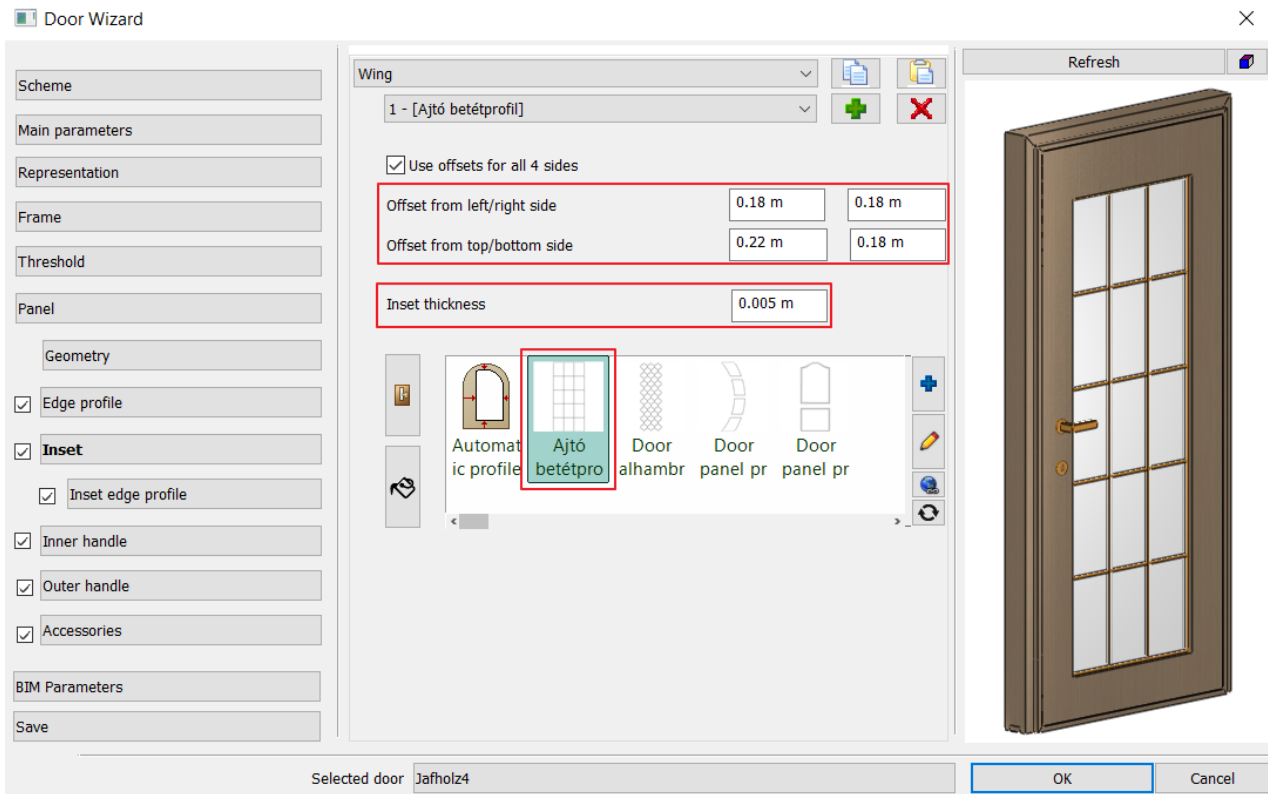 Door Wizard
Scheme
Main parameters
Representation
Frame
Threshold
Panel
Geometry
Edge profile
Inset
Inset edge profile
Inner handle
Outer handle
Accessories
BIM Parameters
Save
Wing
1 - [Ajtó betétprofil]
Use offsets for all 4 sides
Offset from left/right side 0.18 m 0.18 m
Offset from top/bottom side 0.22 m 0.18 m
Inset thickness 0.005 m
Automat Ajtó Door Door Door
ic profile betétpro alhambr panel pr panel pr
Refresh
Selected door Jafholz4
OK Cancel